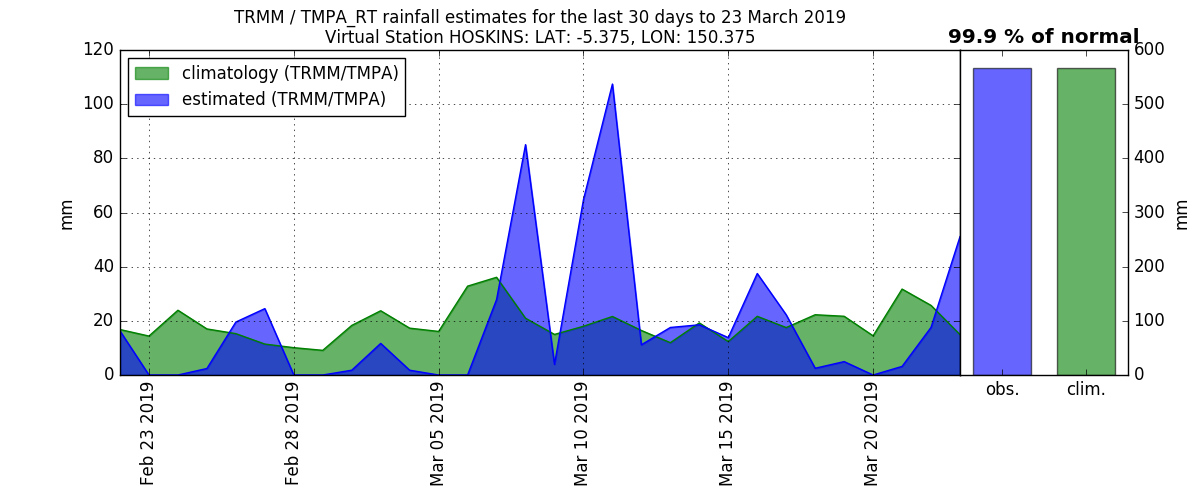 TRMM / TMPA_RT rainfall estimates for the last 30 days to 23 March 2019
Virtual Station HOSKINS: LAT: -5.375, LON: 150.375
99.9 % of normal
climatology (TRMM/TMPA)
estimated (TRMM/TMPA)
120
100
80
60
40
20
0
mm
Feb 23 2019
Feb 28 2019
Mar 05 2019
Mar 10 2019
Mar 15 2019
Mar 20 2019
600
500
400
300
200
100
0
mm
obs.
clim.